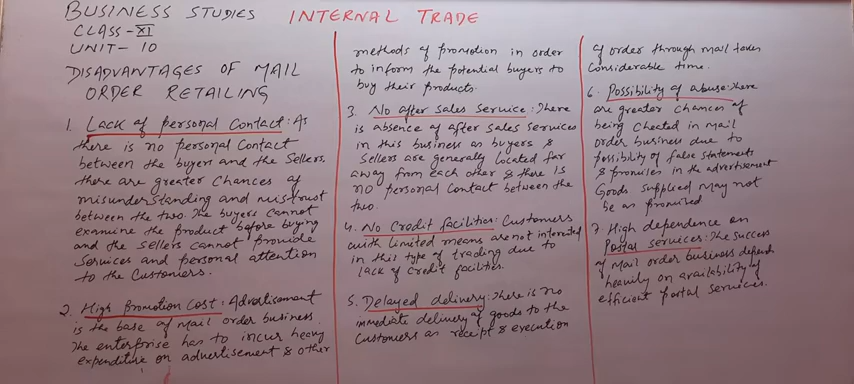 BUSINESS STUDIES
INTERNAL TRADE
CLASS-XI
UNIT-10
DISADVANTAGES OF MAIL
ORDER RETAILING
1. Lack of personal contact: As
there is no personal contact
between the buyers and the sellers.
there are greater chances of
misunderstanding and mistrust
between the two. The buyers cannot
examine the product before buying
and the sellers cannot provide
services and personal attention
to the customers.
2. High promotion cost: Advertisement
is the base of mail order business.
The enterprise has to incur heavy
expenditure on advertisement & other
methods of promotion in order
to inform the potential buyers to
buy their products.
3. No after sales service: There
is absence of after sales services
in this business as buyers &
sellers are generally located far
away from each other & there is
no personal contact between the
two.
4. No Credit facilities: Customers
with limited means are not interested
in this type of trading due to
lack of credit facilities.
5. Delayed delivery: There is no
immediate delivery of goods to the
customers as receipt & execution
of order through mail takes
considerable time.
6. Possibility of abuse: There
are greater chances of
being cheated in mail
order business due to
possibility of false statements
& promises in the advertisement
Goods supplied may not
be as promised
7. High dependence on
Postal services: The success
of mail order business depends
heavily on availability of
efficient postal services.